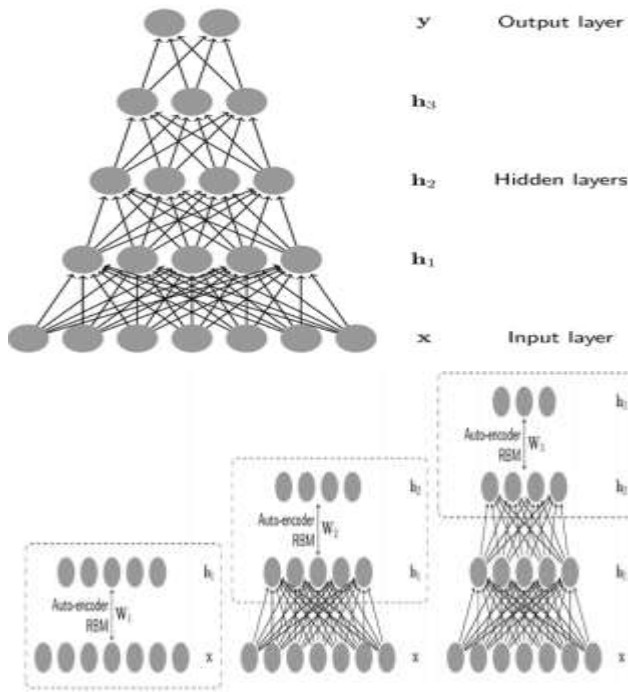 y Output layer
h₃
h₂ Hidden layers
h₁
x Input layer
h₃
Auto-encoder
RBM
W₃
h₂
h₂
Auto-encoder
RBM
W₂
h₁
h₁
h₁
Auto-encoder
RBM
W₁
x
x
x